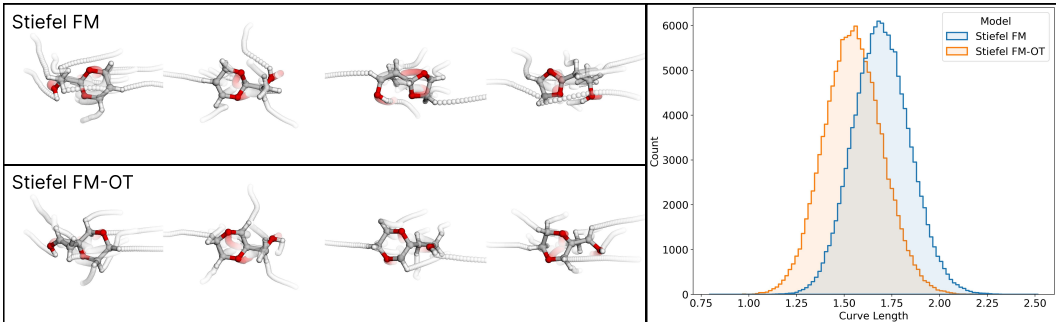 Stiefel FM
Stiefel FM-OT
Model
Stiefel FM
Stiefel FM-OT
Count
6000
5000
4000
3000
2000
1000
0
0.75 1.00 1.25 1.50 1.75 2.00 2.25 2.50
Curve Length